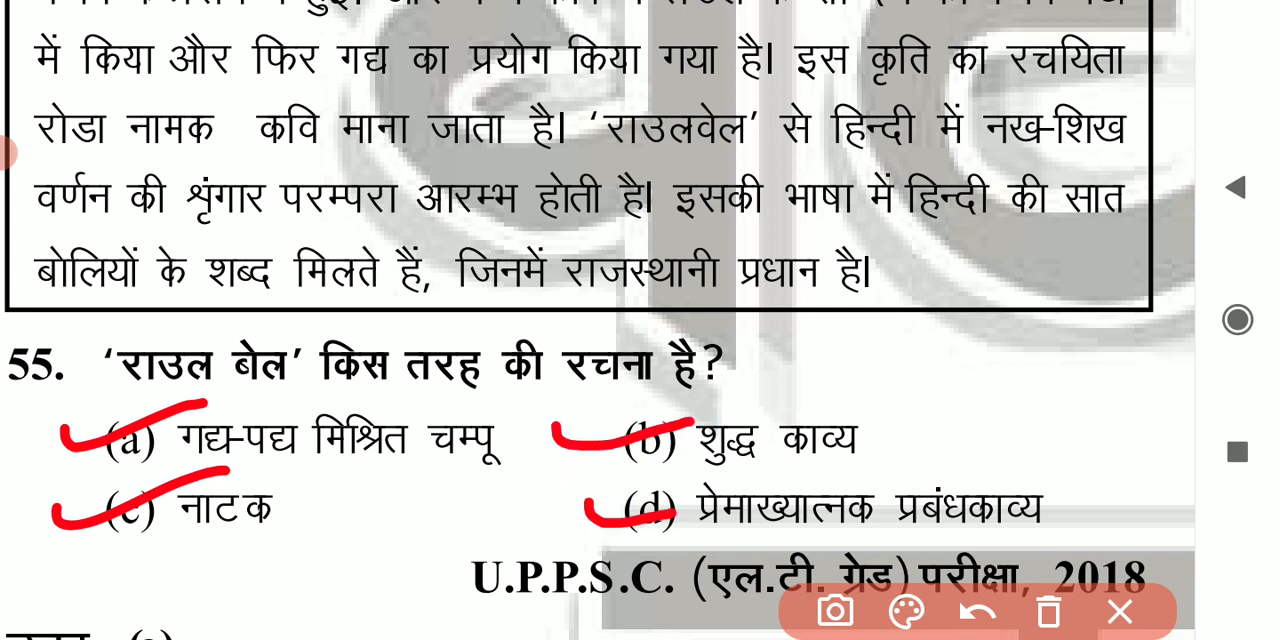 में किया और फिर गद्य का प्रयोग किया गया है। इस कृति का रचयिता
रोडा नामक कवि माना जाता है। ‘राउलवेल’ से हिन्दी में नख-शिख
वर्णन की शृंगार परम्परा आरम्भ होती है। इसकी भाषा में हिन्दी की सात
बोलियों के शब्द मिलते हैं, जिनमें राजस्थानी प्रधान है।
55. ‘राउल बेल’ किस तरह की रचना है?
(a) गद्य-पद्य मिश्रित चम्पू (b) शुद्ध काव्य
(c) नाटक (d) प्रेमाख्यात्नक प्रबंधकाव्य
U.P.P.S.C. (एल.टी. ग्रेड) परीक्षा, 2018